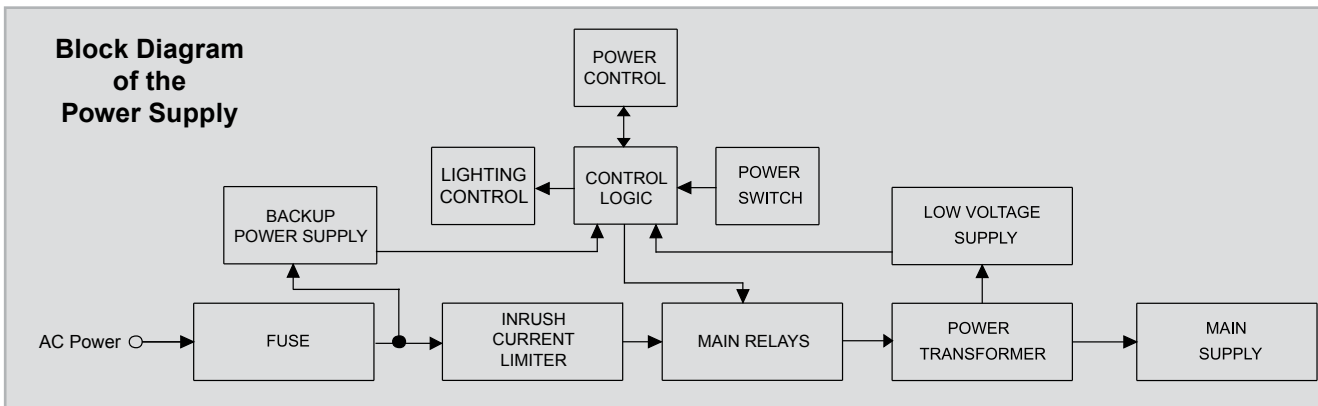 Block Diagram
of the
Power Supply
POWER
CONTROL
LIGHTING
CONTROL
CONTROL
LOGIC
POWER
SWITCH
BACKUP
POWER SUPPLY
LOW VOLTAGE
SUPPLY
AC Power
FUSE
INRUSH
CURRENT
LIMITER
MAIN RELAYS
POWER
TRANSFORMER
MAIN
SUPPLY